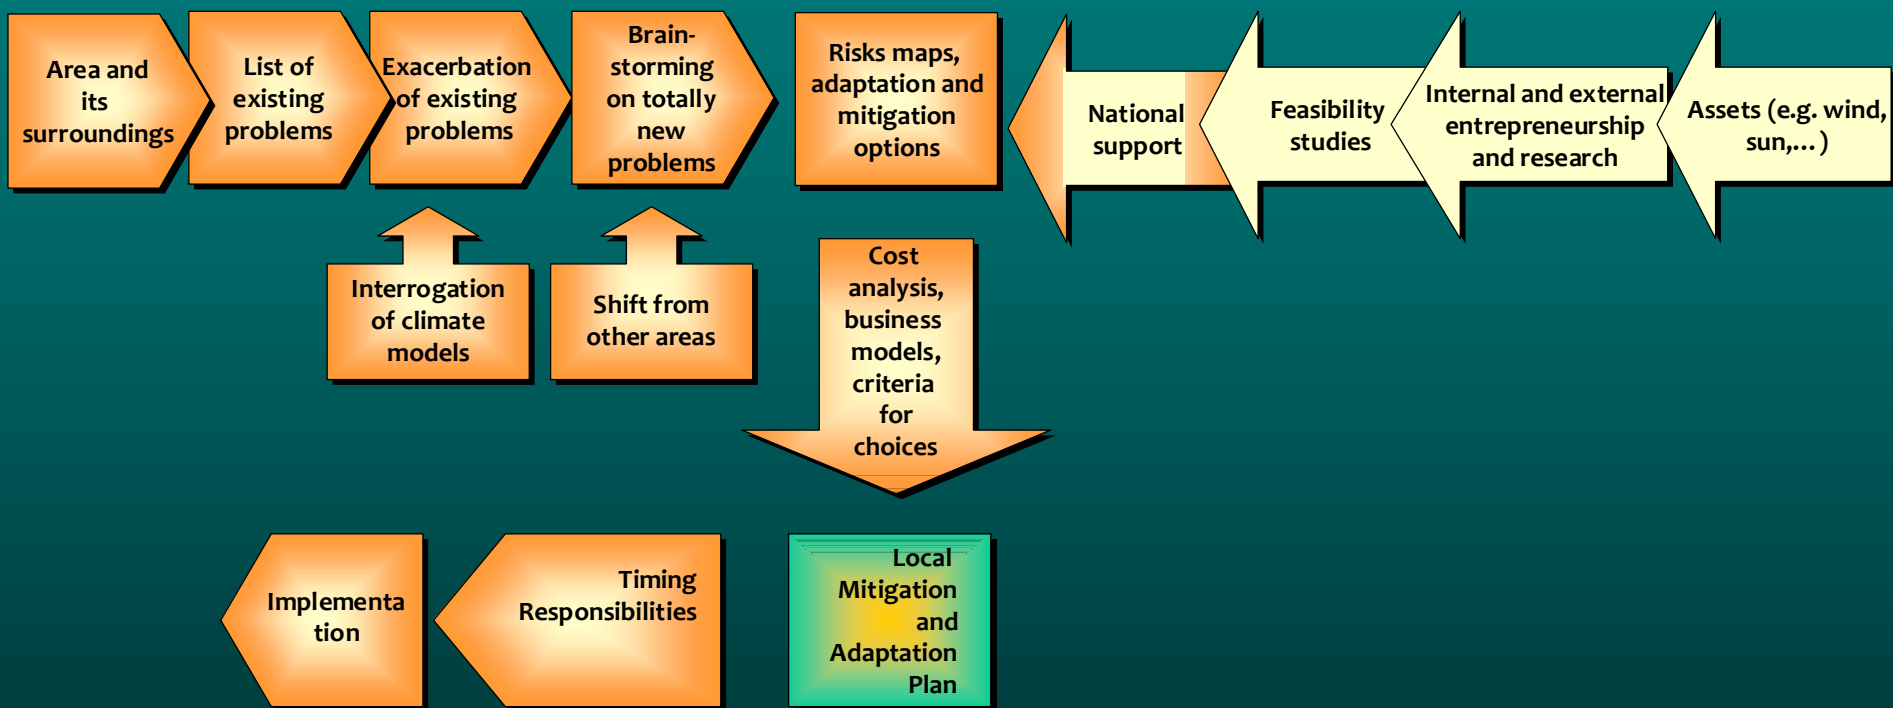 Area and
its
surroundings
List of
existing
problems
Exacerbation
of existing
problems
Brain-
storming
on totally
new
problems
Risks maps,
adaptation and
mitigation
options
National
support
Feasibility
studies
Internal and external
entrepreneurship
and research
Assets (e.g. wind,
sun,...)
Interrogation
of climate
models
Shift from
other areas
Cost
analysis,
business
models,
criteria
for
choices
Implementa
tion
Timing
Responsibilities
Local
Mitigation
and
Adaptation
Plan